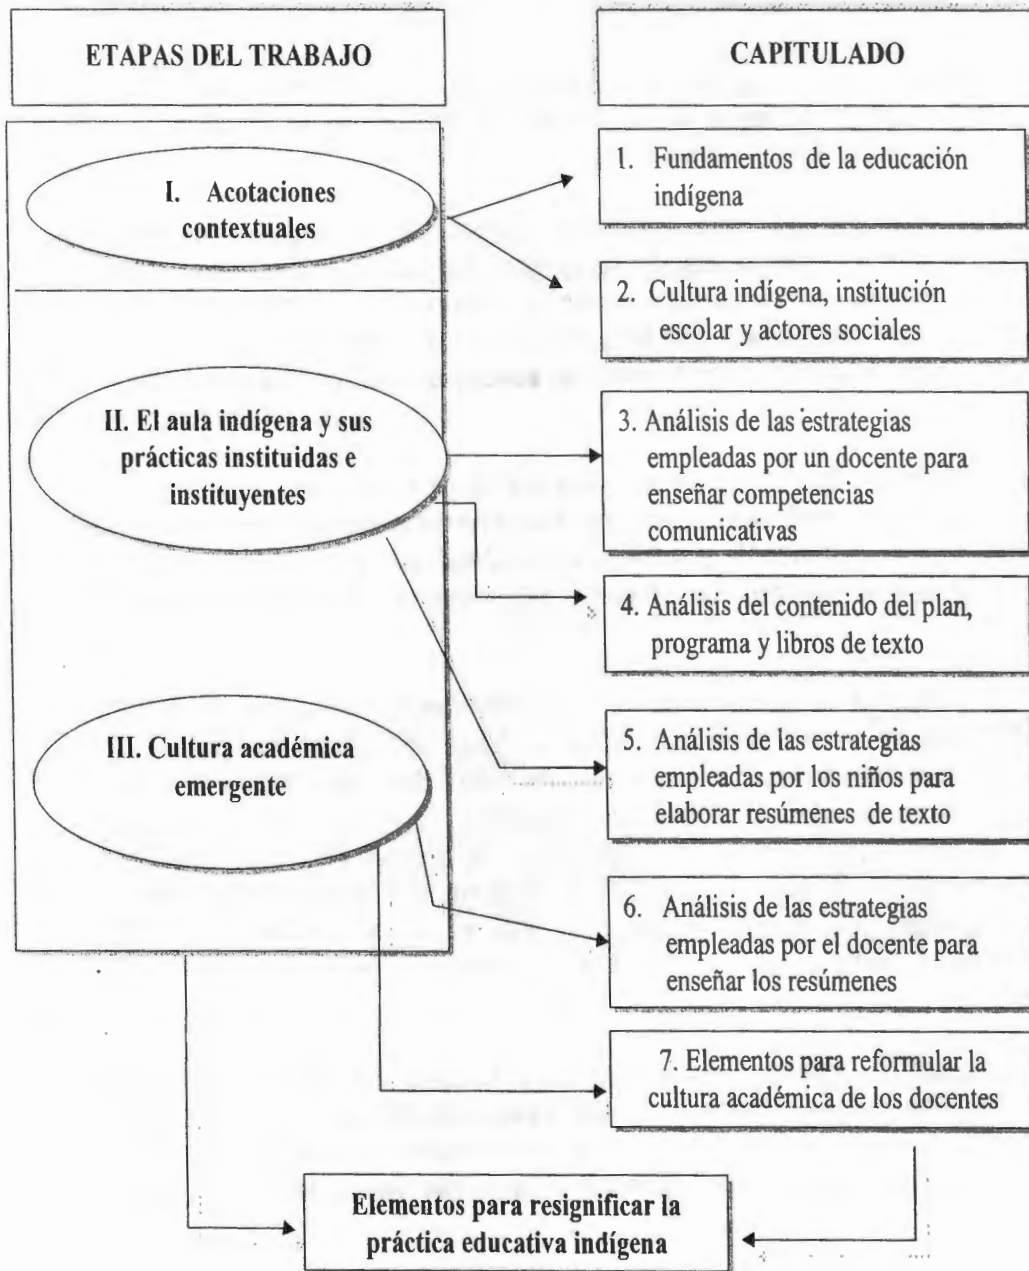 ETAPAS DEL TRABAJO
CAPITULADO
I. Acotaciones
contextuales
1. Fundamentos de la educación
indígena
2. Cultura indígena, institución
escolar y actores sociales
II. El aula indígena y sus
prácticas instituidas e
instituyentes
3. Análisis de las estrategias
empleadas por un docente para
enseñar competencias
comunicativas
4. Análisis del contenido del plan,
programa y libros de texto
III. Cultura académica
emergente
5. Análisis de las estrategias
empleadas por los niños para
elaborar resúmenes de texto
6. Análisis de las estrategias
empleadas por el docente para
enseñar los resúmenes
7. Elementos para reformular la
cultura académica de los docentes
Elementos para resignificar la
práctica educativa indígena